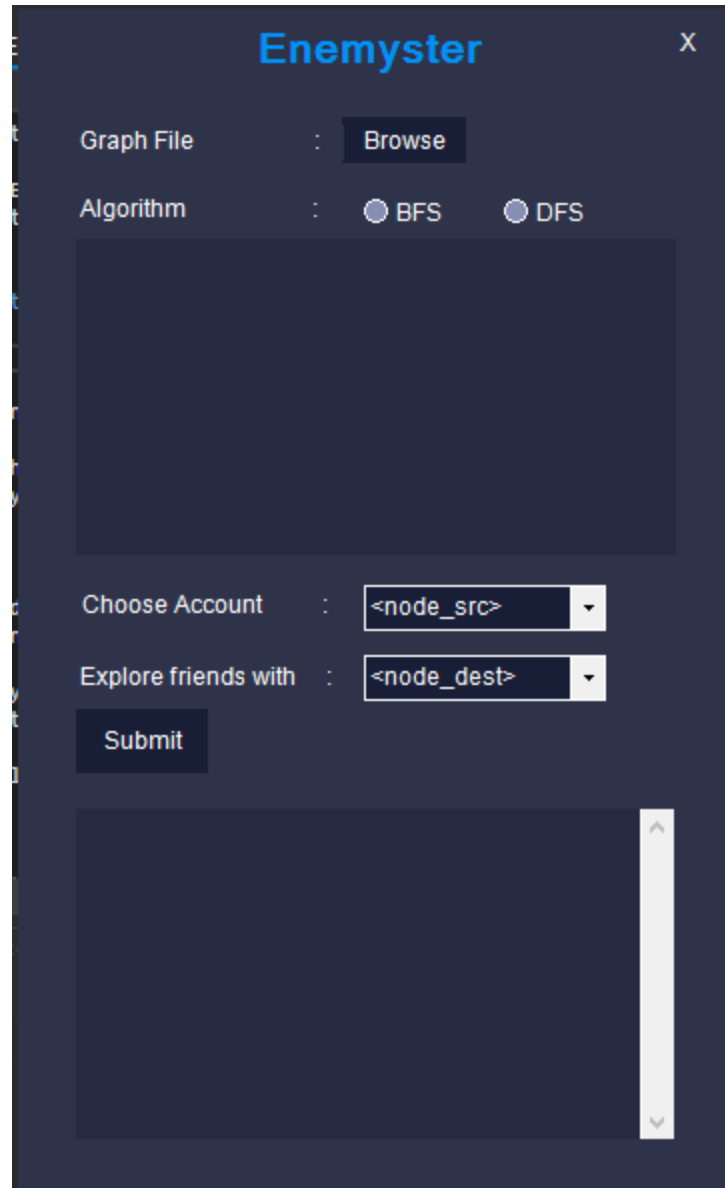 Enemyster X
Graph File : Browse
Algorithm : BFS DFS
Choose Account : <node_src>
Explore friends with : <node_dest>
Submit